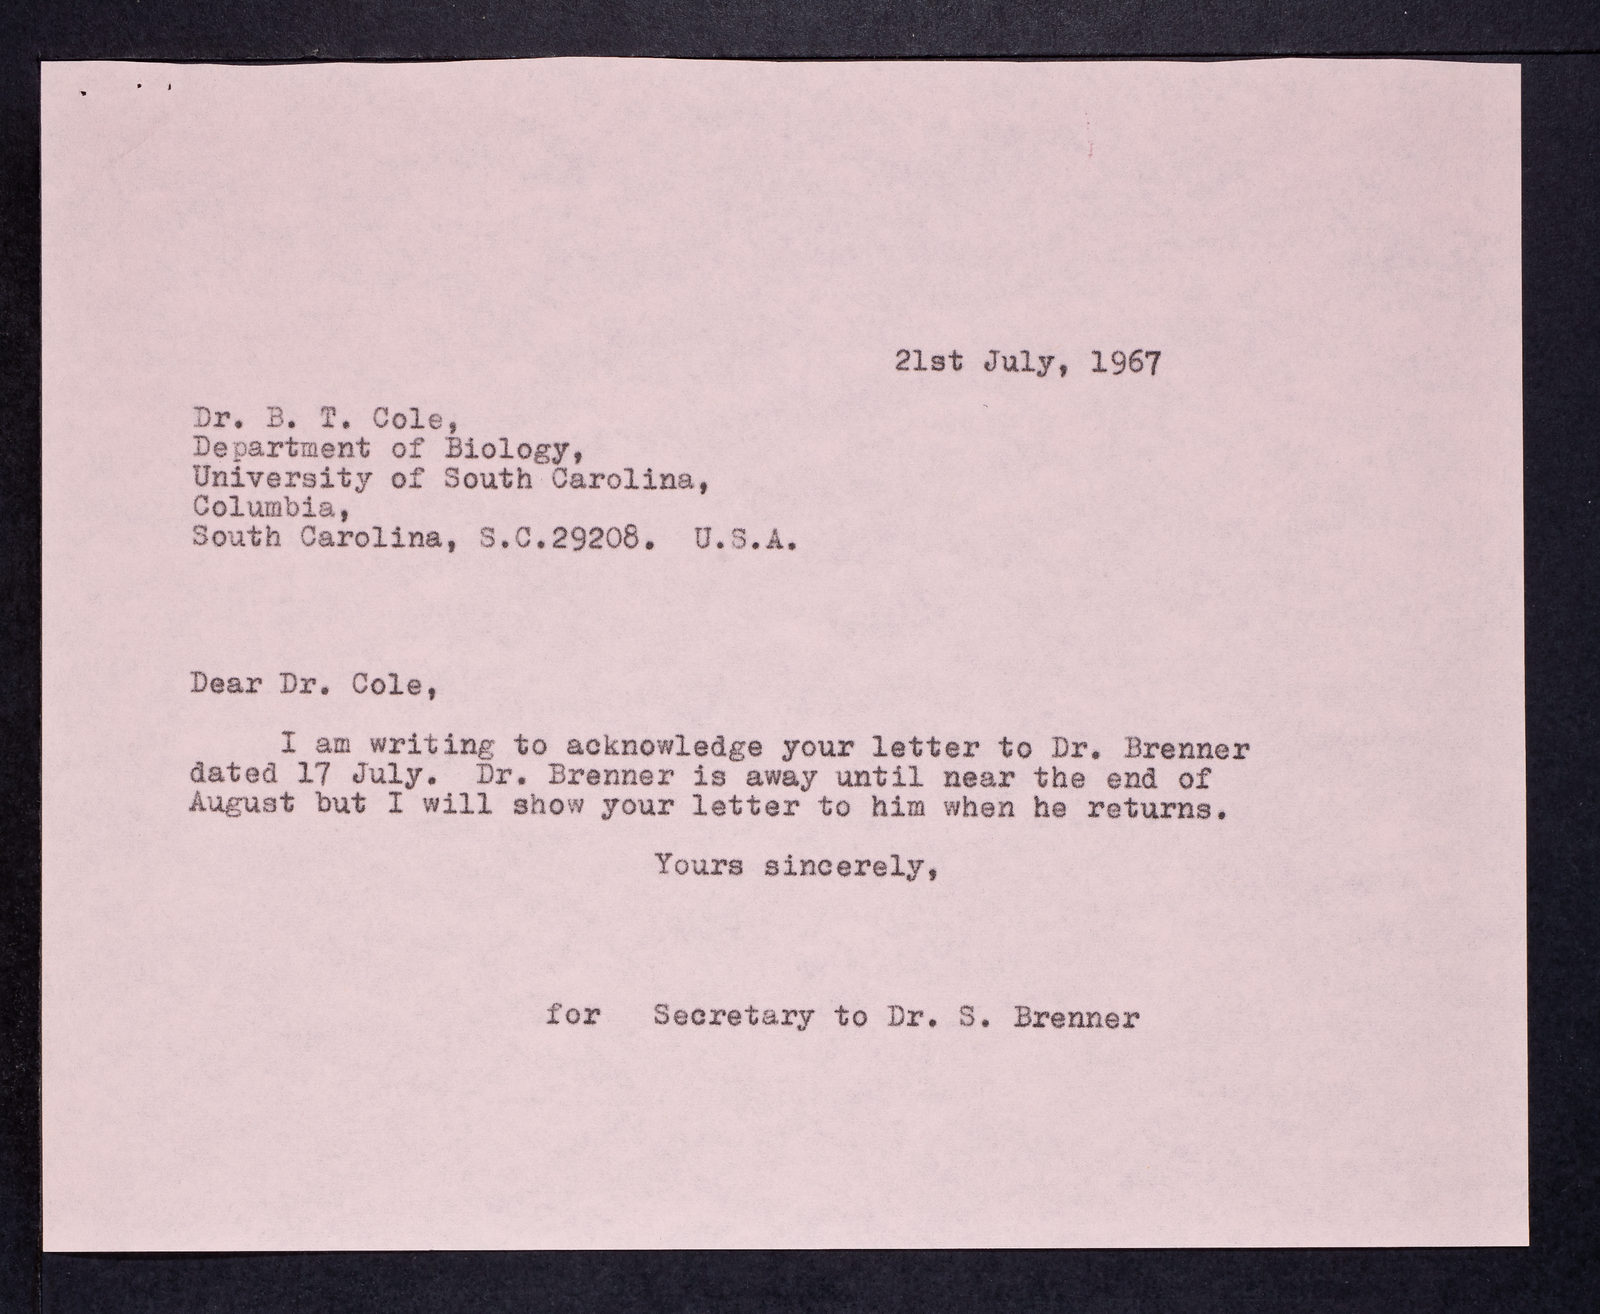 21st July, 1967
Dr. B. T. Cole,
Department of Biology,
University of South Carolina,
Columbia,
South Carolina, S.C.29208.  U.S.A.
Dear Dr. Cole,
I am writing to acknowledge your letter to Dr. Brenner
dated 17 July.  Dr. Brenner is away until near the end of
August but I will show your letter to him when he returns.
Yours sincerely,
for   Secretary to Dr. S. Brenner